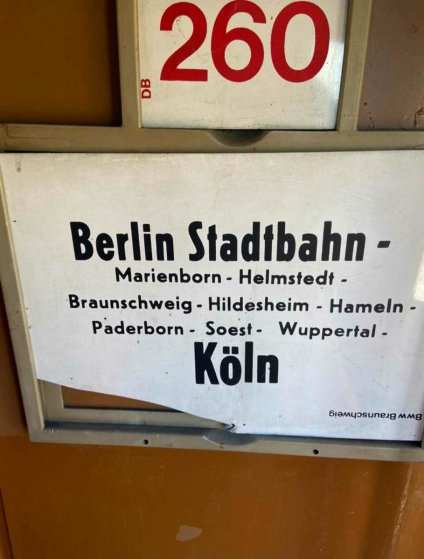 DB
260
Berlin Stadtbahn -
Marienborn - Helmstedt -
Braunschweig - Hildesheim - Hameln -
Paderborn - Soest - Wuppertal -
Köln
Bww Braunschweig